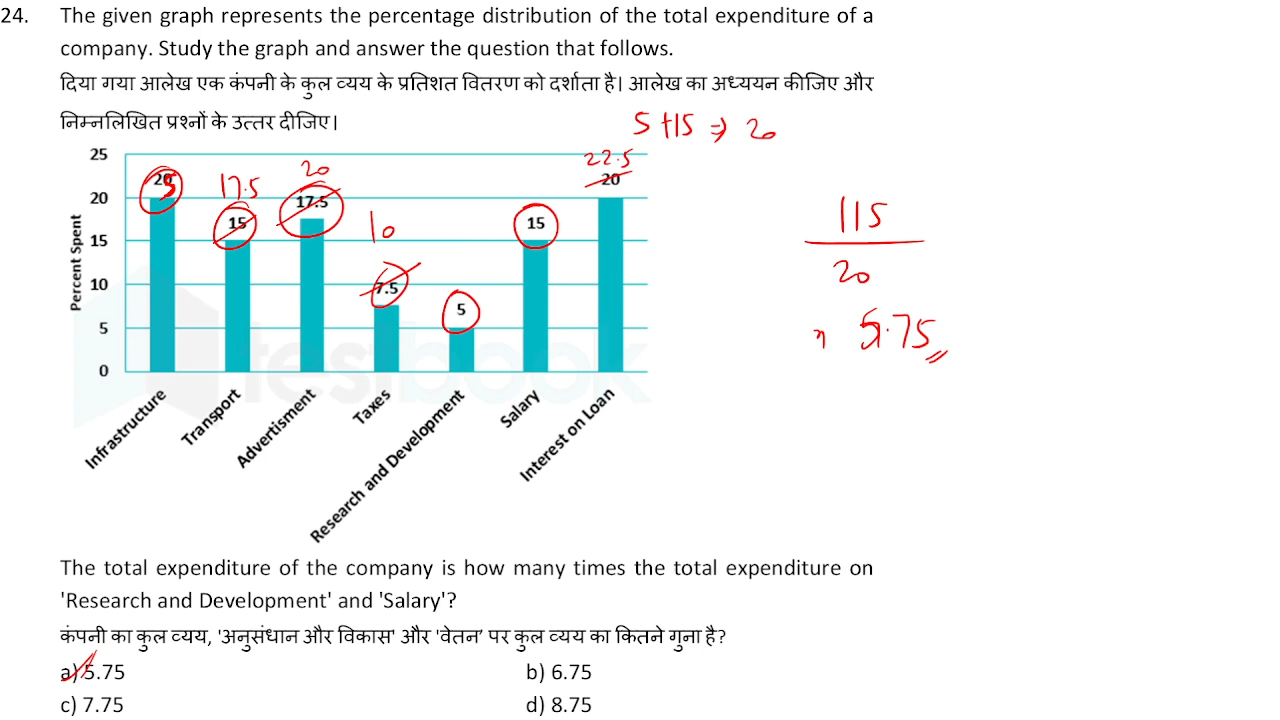 24. The given graph represents the percentage distribution of the total expenditure of a
company. Study the graph and answer the question that follows.
दिया गया आलेख एक कंपनी के कुल व्यय के प्रतिशत वितरण को दर्शाता है। आलेख का अध्ययन कीजिए और
निम्नलिखित प्रश्नों के उत्तर दीजिए।
5+15 ⇒ 20
25
20
15
10
5
0
Percent Spent
17.5
20
10
22.5
20
15
17.5
7.5
5
15
20
115
20
5.75
Infrastructure
Transport
Advertisment
Taxes
Research and Development
Salary
Interest on Loan
testbook
The total expenditure of the company is how many times the total expenditure on
'Research and Development' and 'Salary'?
कंपनी का कुल व्यय, 'अनुसंधान और विकास' और 'वेतन' पर कुल व्यय का कितने गुना है?
a) 5.75 b) 6.75
c) 7.75 d) 8.75